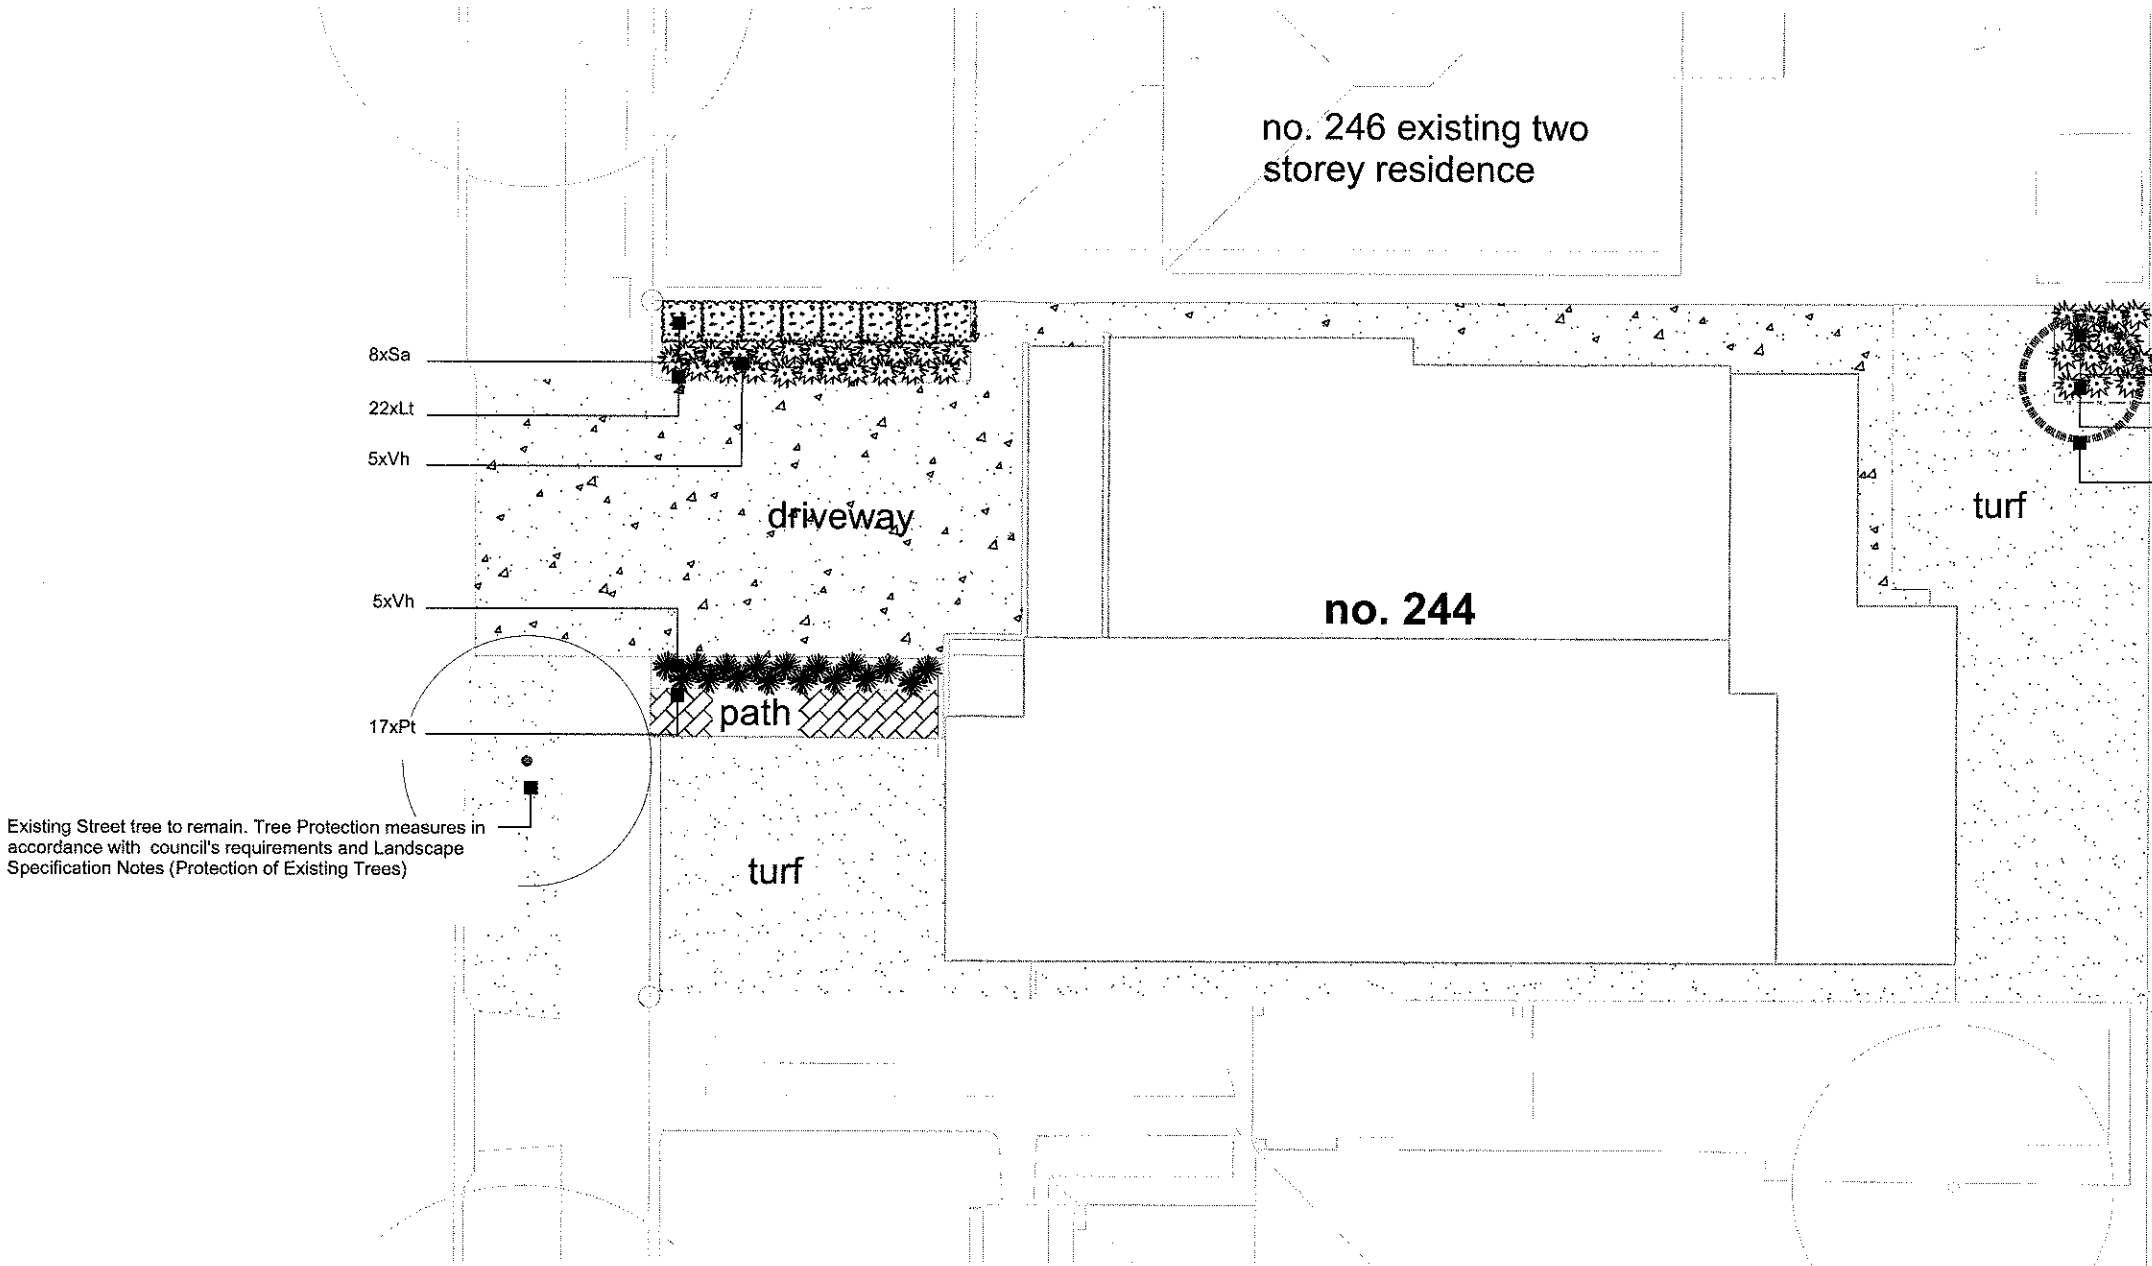 no. 246 existing two
storey residence
8xSa
22xLt
5xVh
driveway
turf
5xVh
no. 244
path
17xPt
Existing Street tree to remain. Tree Protection measures in
accordance with council's requirements and Landscape
Specification Notes (Protection of Existing Trees)
turf